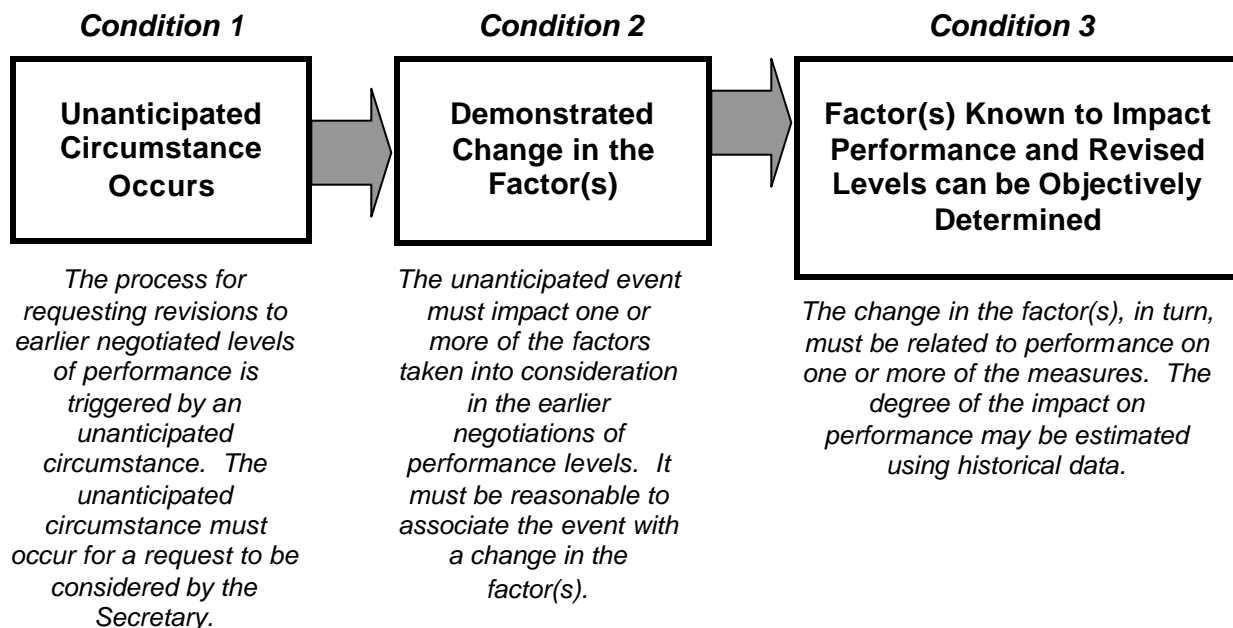 Condition 1
Unanticipated
Circumstance
Occurs
The process for
requesting revisions to
earlier negotiated levels
of performance is
triggered by an
unanticipated
circumstance. The
unanticipated
circumstance must
occur for a request to be
considered by the
Secretary.
Condition 2
Demonstrated
Change in the
Factor(s)
The unanticipated event
must impact one or
more of the factors
taken into consideration
in the earlier
negotiations of
performance levels. It
must be reasonable to
associate the event with
a change in the
factor(s).
Condition 3
Factor(s) Known to Impact
Performance and Revised
Levels can be Objectively
Determined
The change in the factor(s), in turn,
must be related to performance on
one or more of the measures. The
degree of the impact on
performance may be estimated
using historical data.